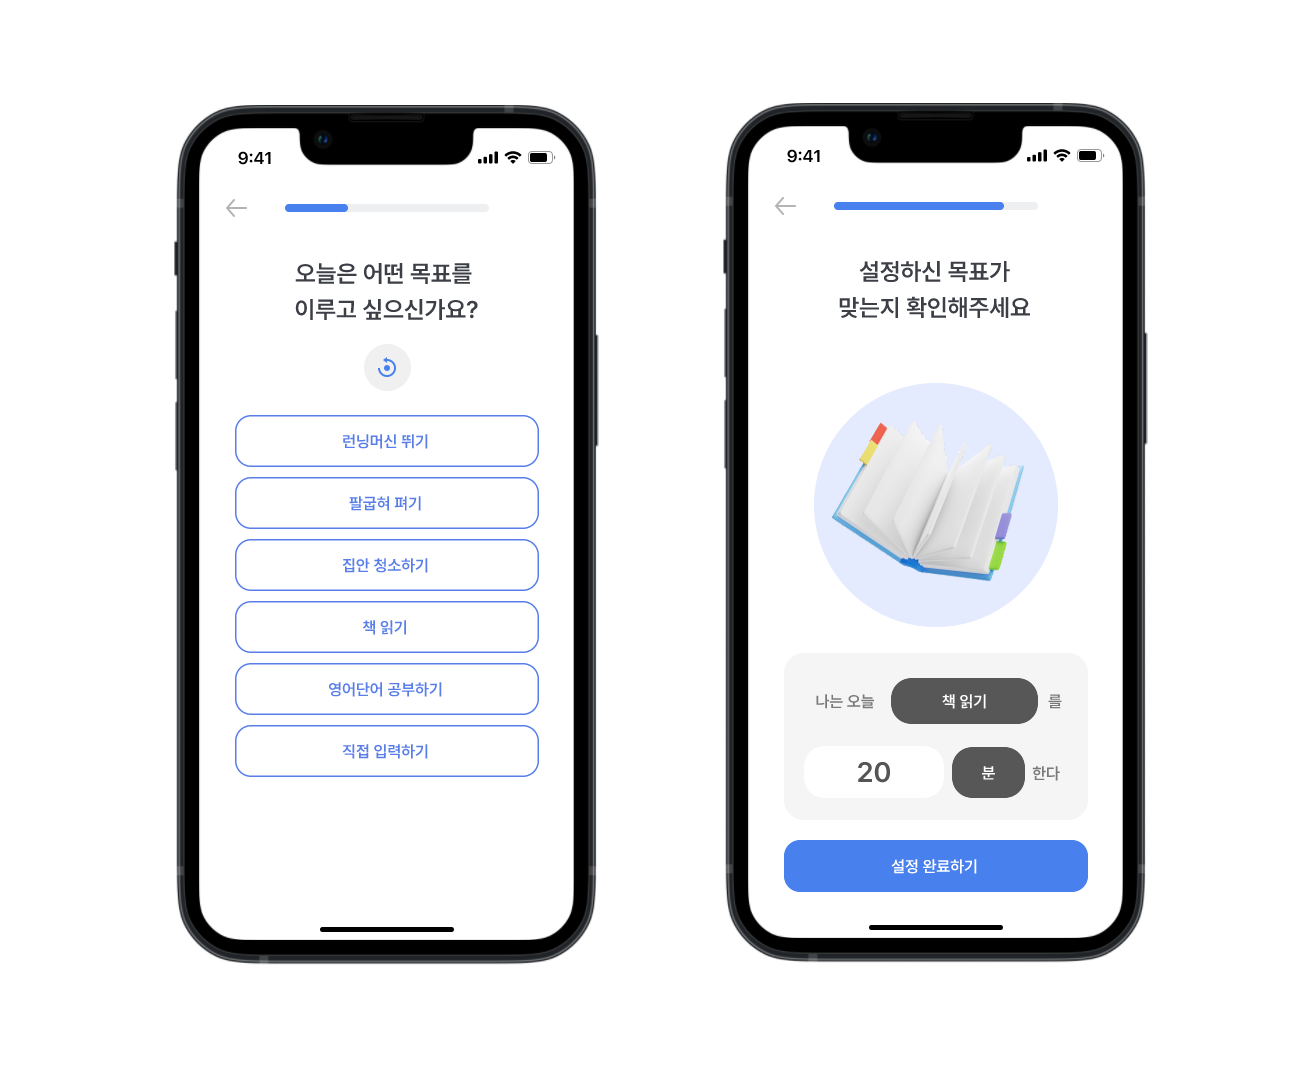 9:41
오늘은 어떤 목표를
이루고 싶으신가요?
런닝머신 뛰기
팔굽혀 펴기
집안 청소하기
책 읽기
영어단어 공부하기
직접 입력하기
9:41
설정하신 목표가
맞는지 확인해주세요
나는 오늘 책 읽기 를
20 분 한다
설정 완료하기